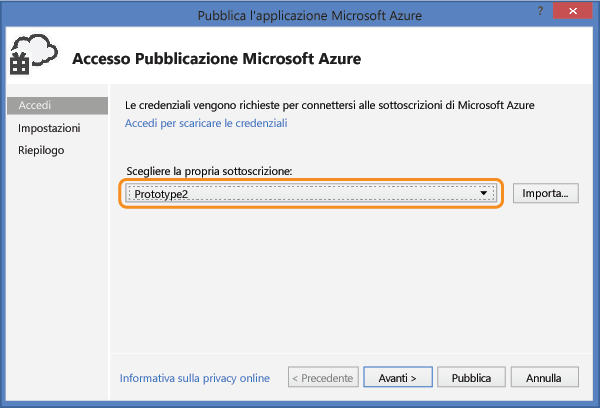 Pubblica l'applicazione Microsoft Azure
?
Accesso Pubblicazione Microsoft Azure
Accedi
Impostazioni
Riepilogo
Le credenziali vengono richieste per connettersi alle sottoscrizioni di Microsoft Azure
Accedi per scaricare le credenziali
Scegliere la propria sottoscrizione:
Prototype2
Importa...
Informativa sulla privacy online
< Precedente
Avanti >
Pubblica
Annulla